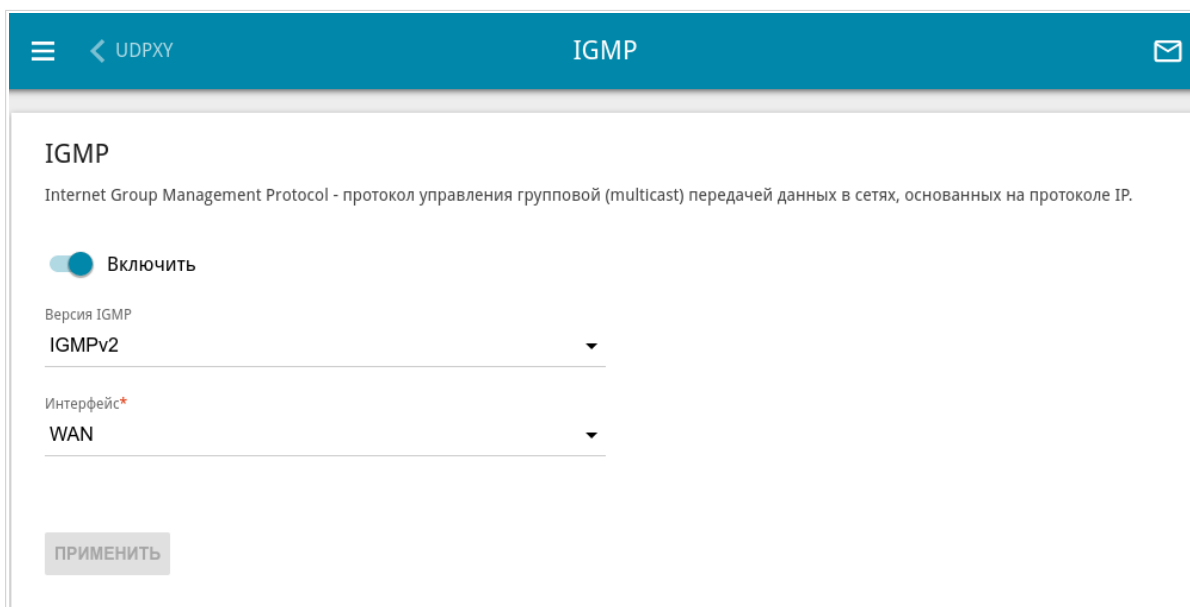 UDPXY
IGMP
IGMP
Internet Group Management Protocol - протокол управления групповой (multicast) передачей данных в сетях, основанных на протоколе IP.
Включить
Версия IGMP
IGMPv2
Интерфейс*
WAN
ПРИМЕНИТЬ